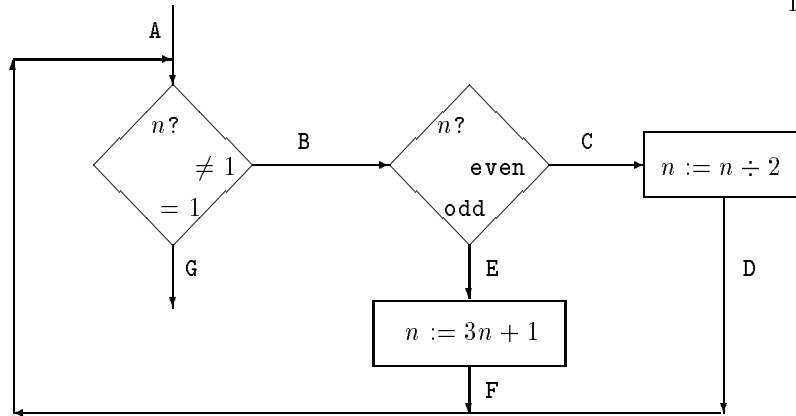 1
A
n?
≠ 1
= 1
B
n?
even
odd
C
n := n ÷ 2
G
E
D
n := 3n + 1
F